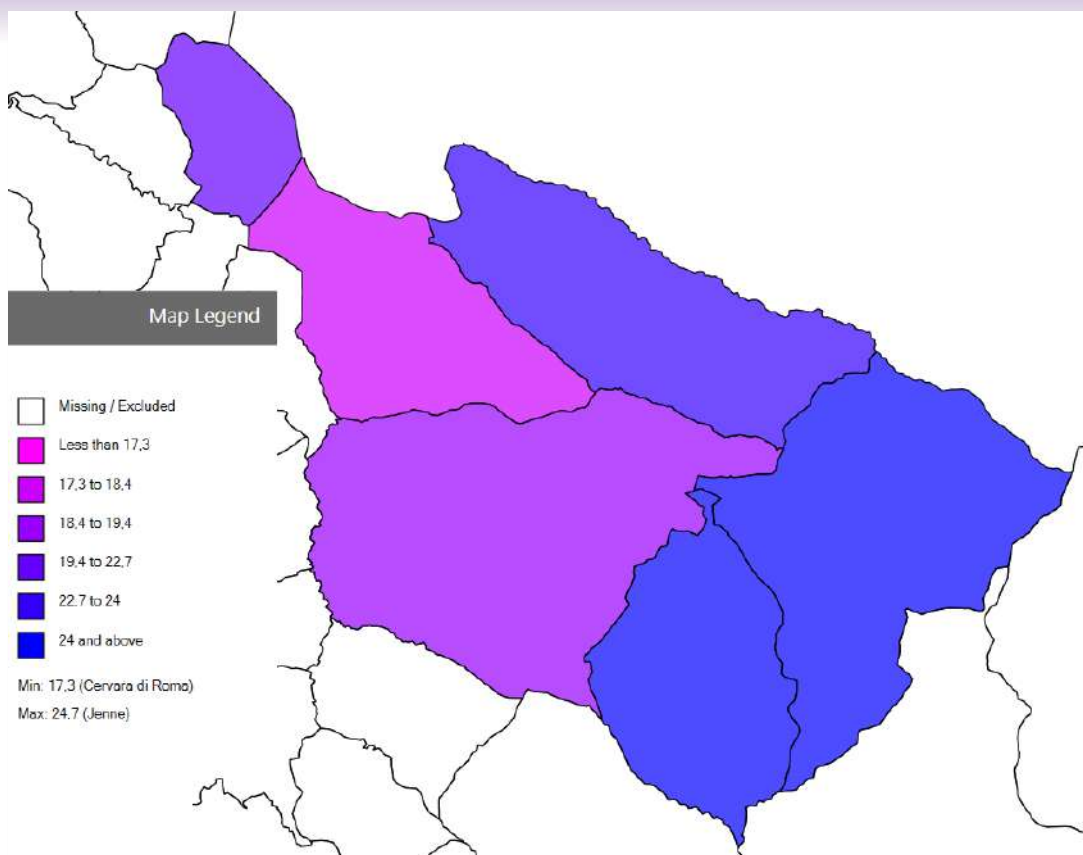 Map Legend
Missing / Excluded
Less than 17,3
17,3 to 18,4
18,4 to 19,4
19,4 to 22,7
22,7 to 24
24 and above
Min: 17,3 (Cervara di Roma)
Max: 24,7 (Jenne)